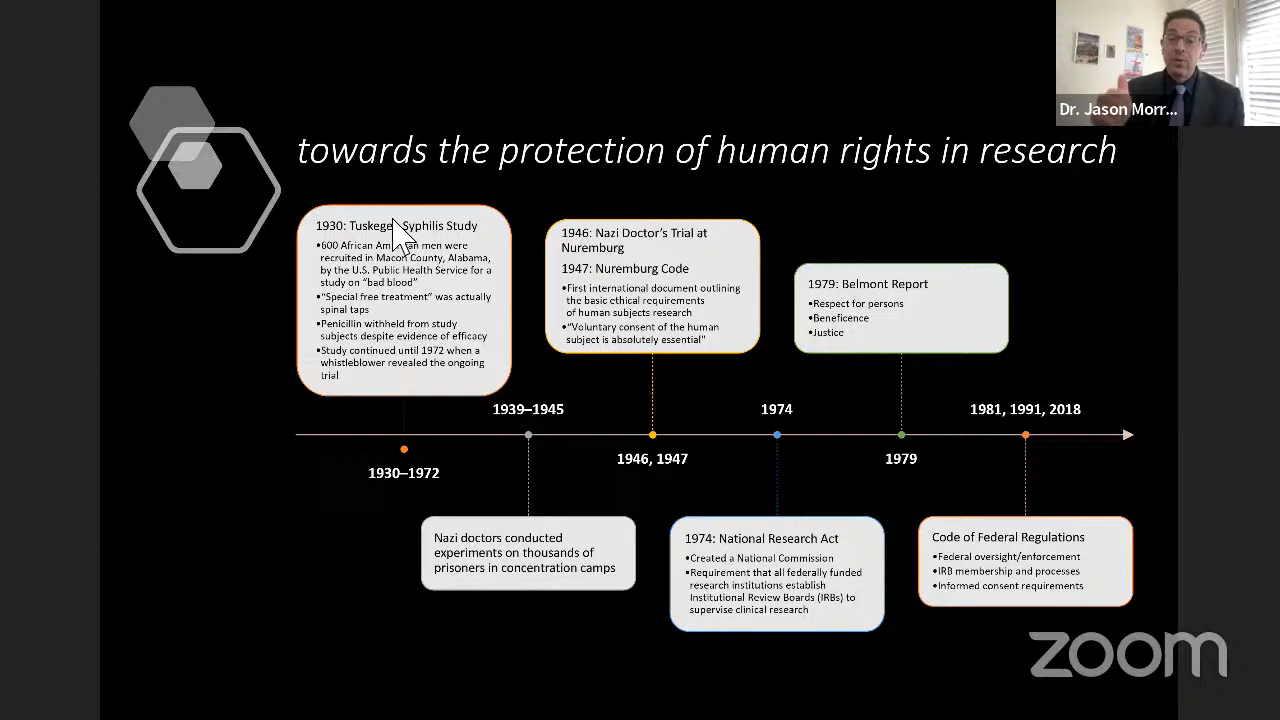 Dr. Jason Morr...
towards the protection of human rights in research
1930: Tuskegee Syphilis Study
•600 African American men were
recruited in Macon County, Alabama,
by the U.S. Public Health Service for a
study on "bad blood"
•"Special free treatment" was actually
spinal taps
•Penicillin withheld from study
subjects despite evidence of efficacy
•Study continued until 1972 when a
whistleblower revealed the ongoing
trial
1946: Nazi Doctor's Trial at
Nuremburg
1947: Nuremburg Code
•First international document outlining
the basic ethical requirements
of human subjects research
•"Voluntary consent of the human
subject is absolutely essential"
1979: Belmont Report
•Respect for persons
•Beneficence
•Justice
1939–1945
1974
1981, 1991, 2018
1930–1972
1946, 1947
1979
Nazi doctors conducted
experiments on thousands of
prisoners in concentration camps
1974: National Research Act
•Created a National Commission
•Requirement that all federally funded
research institutions establish
Institutional Review Boards (IRBs) to
supervise clinical research
Code of Federal Regulations
•Federal oversight/enforcement
•IRB membership and processes
•Informed consent requirements
zoom